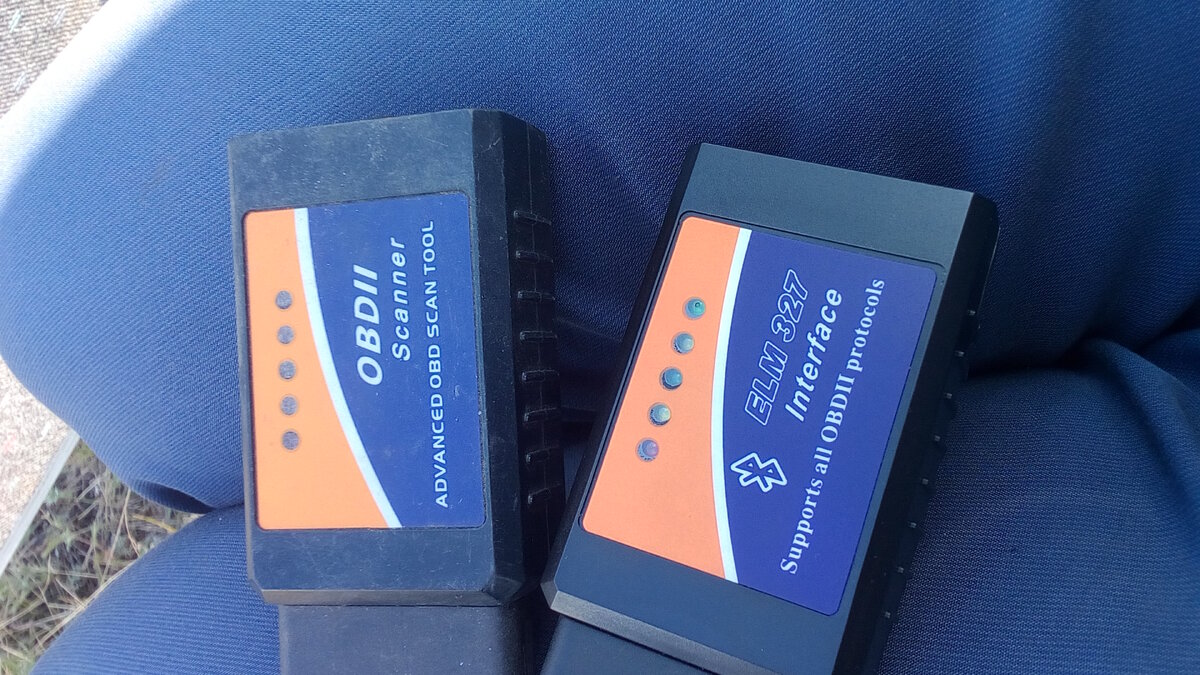 OBDII
Scanner
ADVANCED OBD SCAN TOOL
ELM 327
Interface
Supports all OBDII protocols